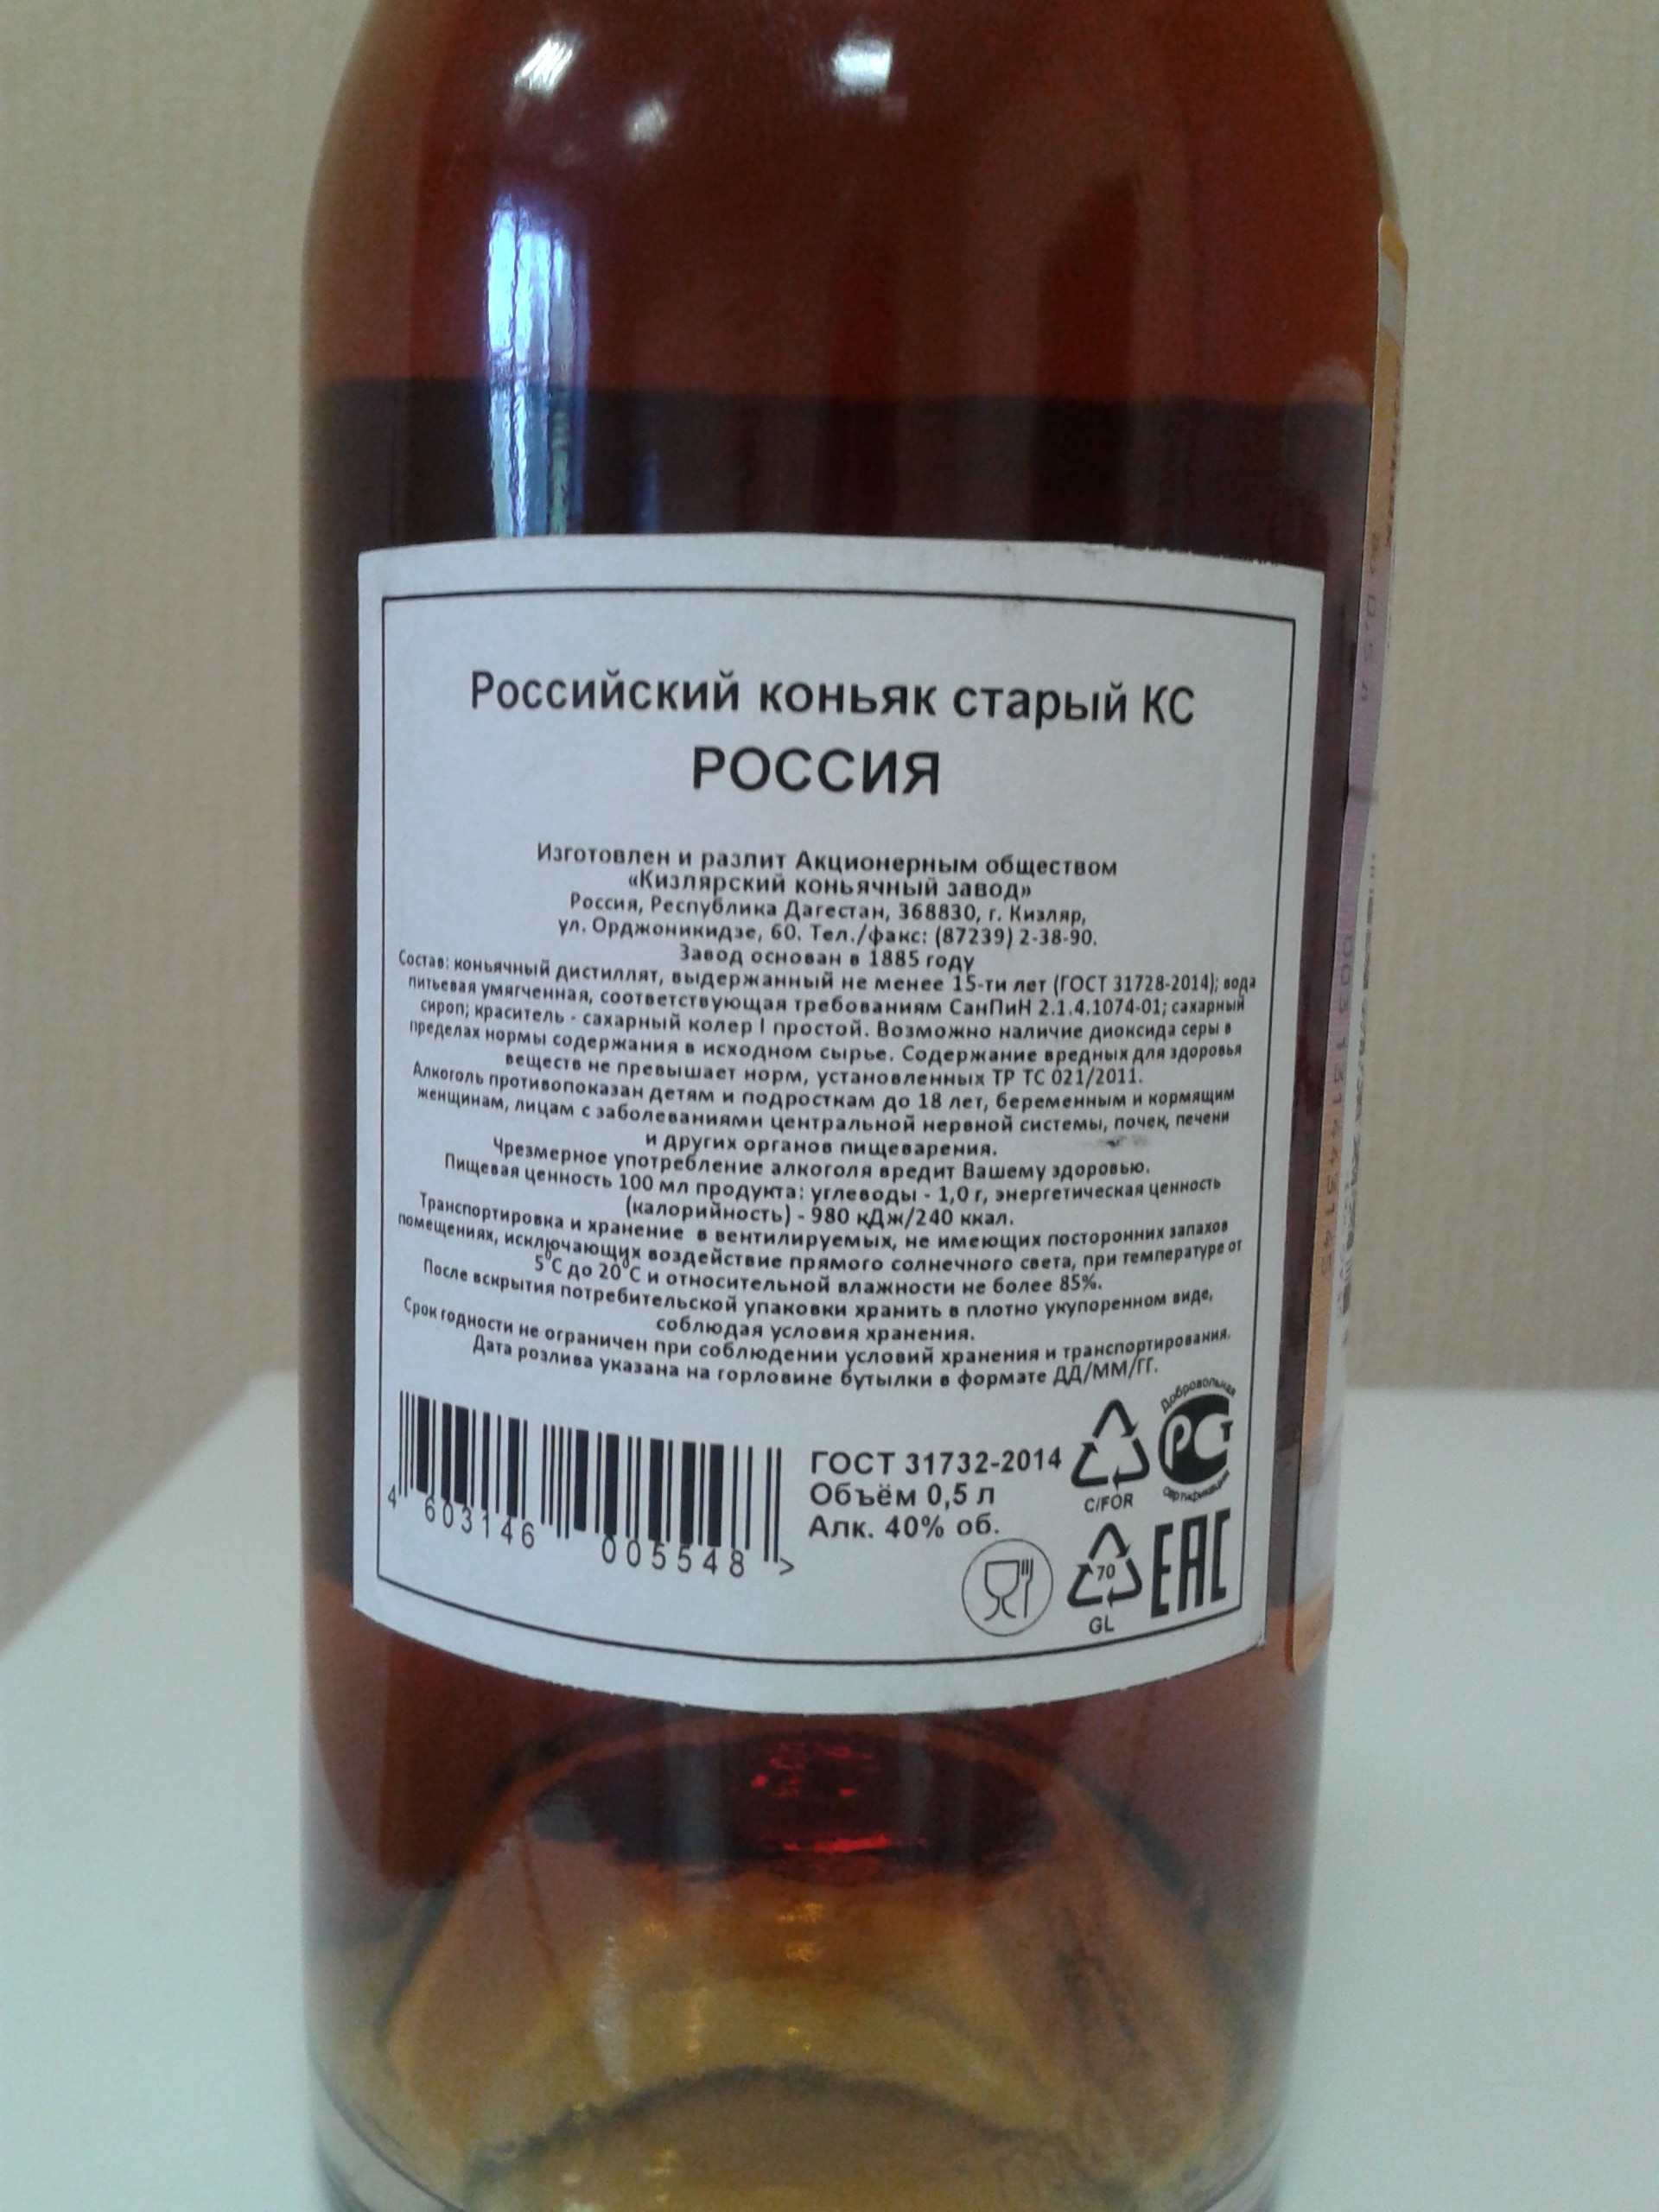 Российский коньяк старый КС
РОССИЯ
Изготовлен и разлит Акционерным обществом
«Кизлярский коньячный завод»
Россия, Республика Дагестан, 368830, г. Кизляр,
ул. Орджоникидзе, 60. Тел./факс: (87239) 2-38-90.
Завод основан в 1885 году
Состав: коньячный дистиллят, выдержанный не менее 15-ти лет (ГОСТ 31728-2014); вода
питьевая умягченная, соответствующая требованиям СанПиН 2.1.4.1074-01; сахарный
сироп; краситель - сахарный колер I простой. Возможно наличие диоксида серы в
пределах нормы содержания в исходном сырье. Содержание вредных для здоровья
веществ не превышает норм, установленных ТР ТС 021/2011.
Алкоголь противопоказан детям и подросткам до 18 лет, беременным и кормящим
женщинам, лицам с заболеваниями центральной нервной системы, почек, печени
и других органов пищеварения.
Чрезмерное употребление алкоголя вредит Вашему здоровью.
Пищевая ценность 100 мл продукта: углеводы - 1,0 г, энергетическая ценность
(калорийность) - 980 кДж/240 ккал.
Транспортировка и хранение в вентилируемых, не имеющих посторонних запахов
помещениях, исключающих воздействие прямого солнечного света, при температуре от
5°С до 20°С и относительной влажности не более 85%.
После вскрытия потребительской упаковки хранить в плотно укупоренном виде,
соблюдая условия хранения.
Срок годности не ограничен при соблюдении условий хранения и транспортирования.
Дата розлива указана на горловине бутылки в формате ДД/ММ/ГГ.
4 603146 005548 >
ГОСТ 31732-2014
Объём 0,5 л
Алк. 40% об.
C/FOR
Добровольная
РСТ
сертификация
70
GL
EAC